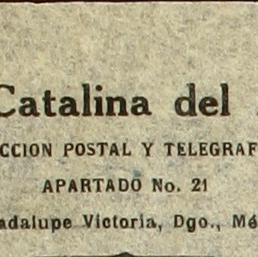 Catalina del
CCION POSTAL Y TELEGRAF
APARTADO No. 21
adalupe Victoria, Dgo., Mé